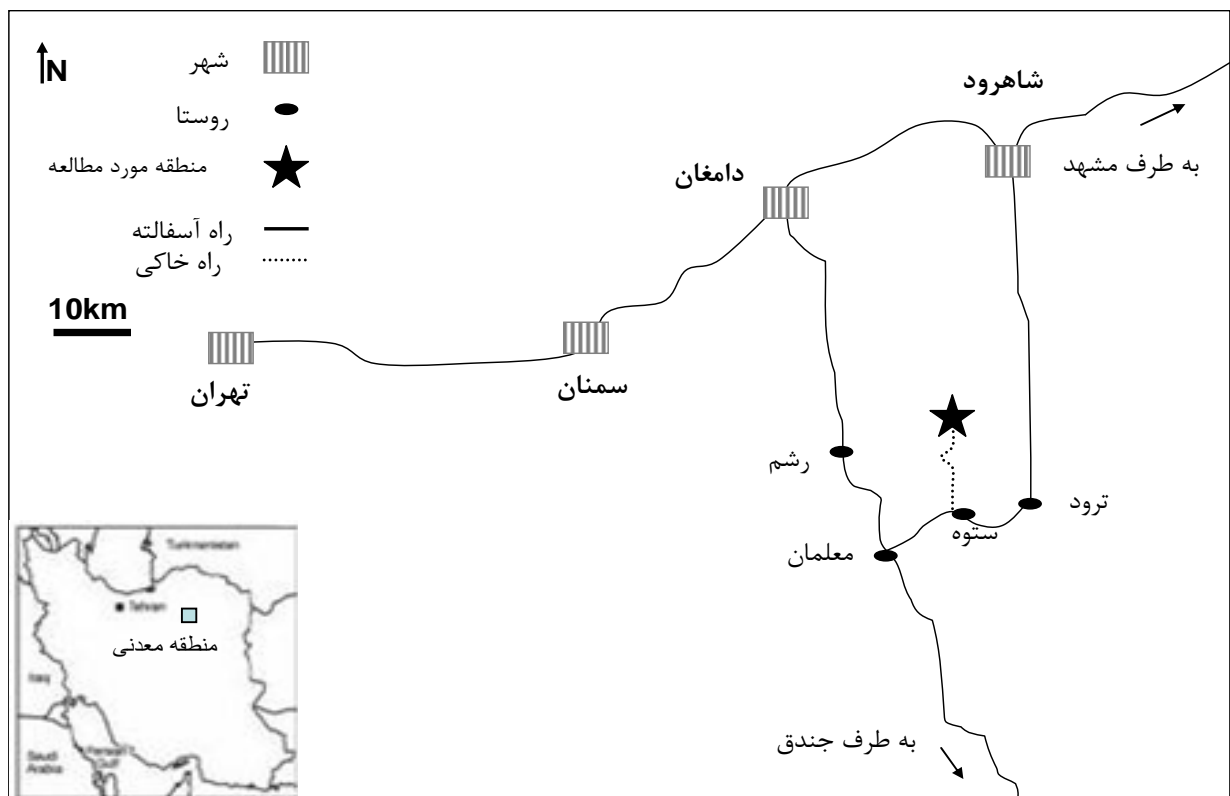 N
شهر
روستا
منطقه مورد مطالعه
راه آسفالته
راه خاکی
10km
شاهرود
به طرف مشهد
دامغان
سمنان
تهران
رشم
ترود
ستوه
معلمان
به طرف جندق
Turkmenistan
Tehran
منطقه معدنی
Iraq
Saudi
Arabia
Persian
Gulf